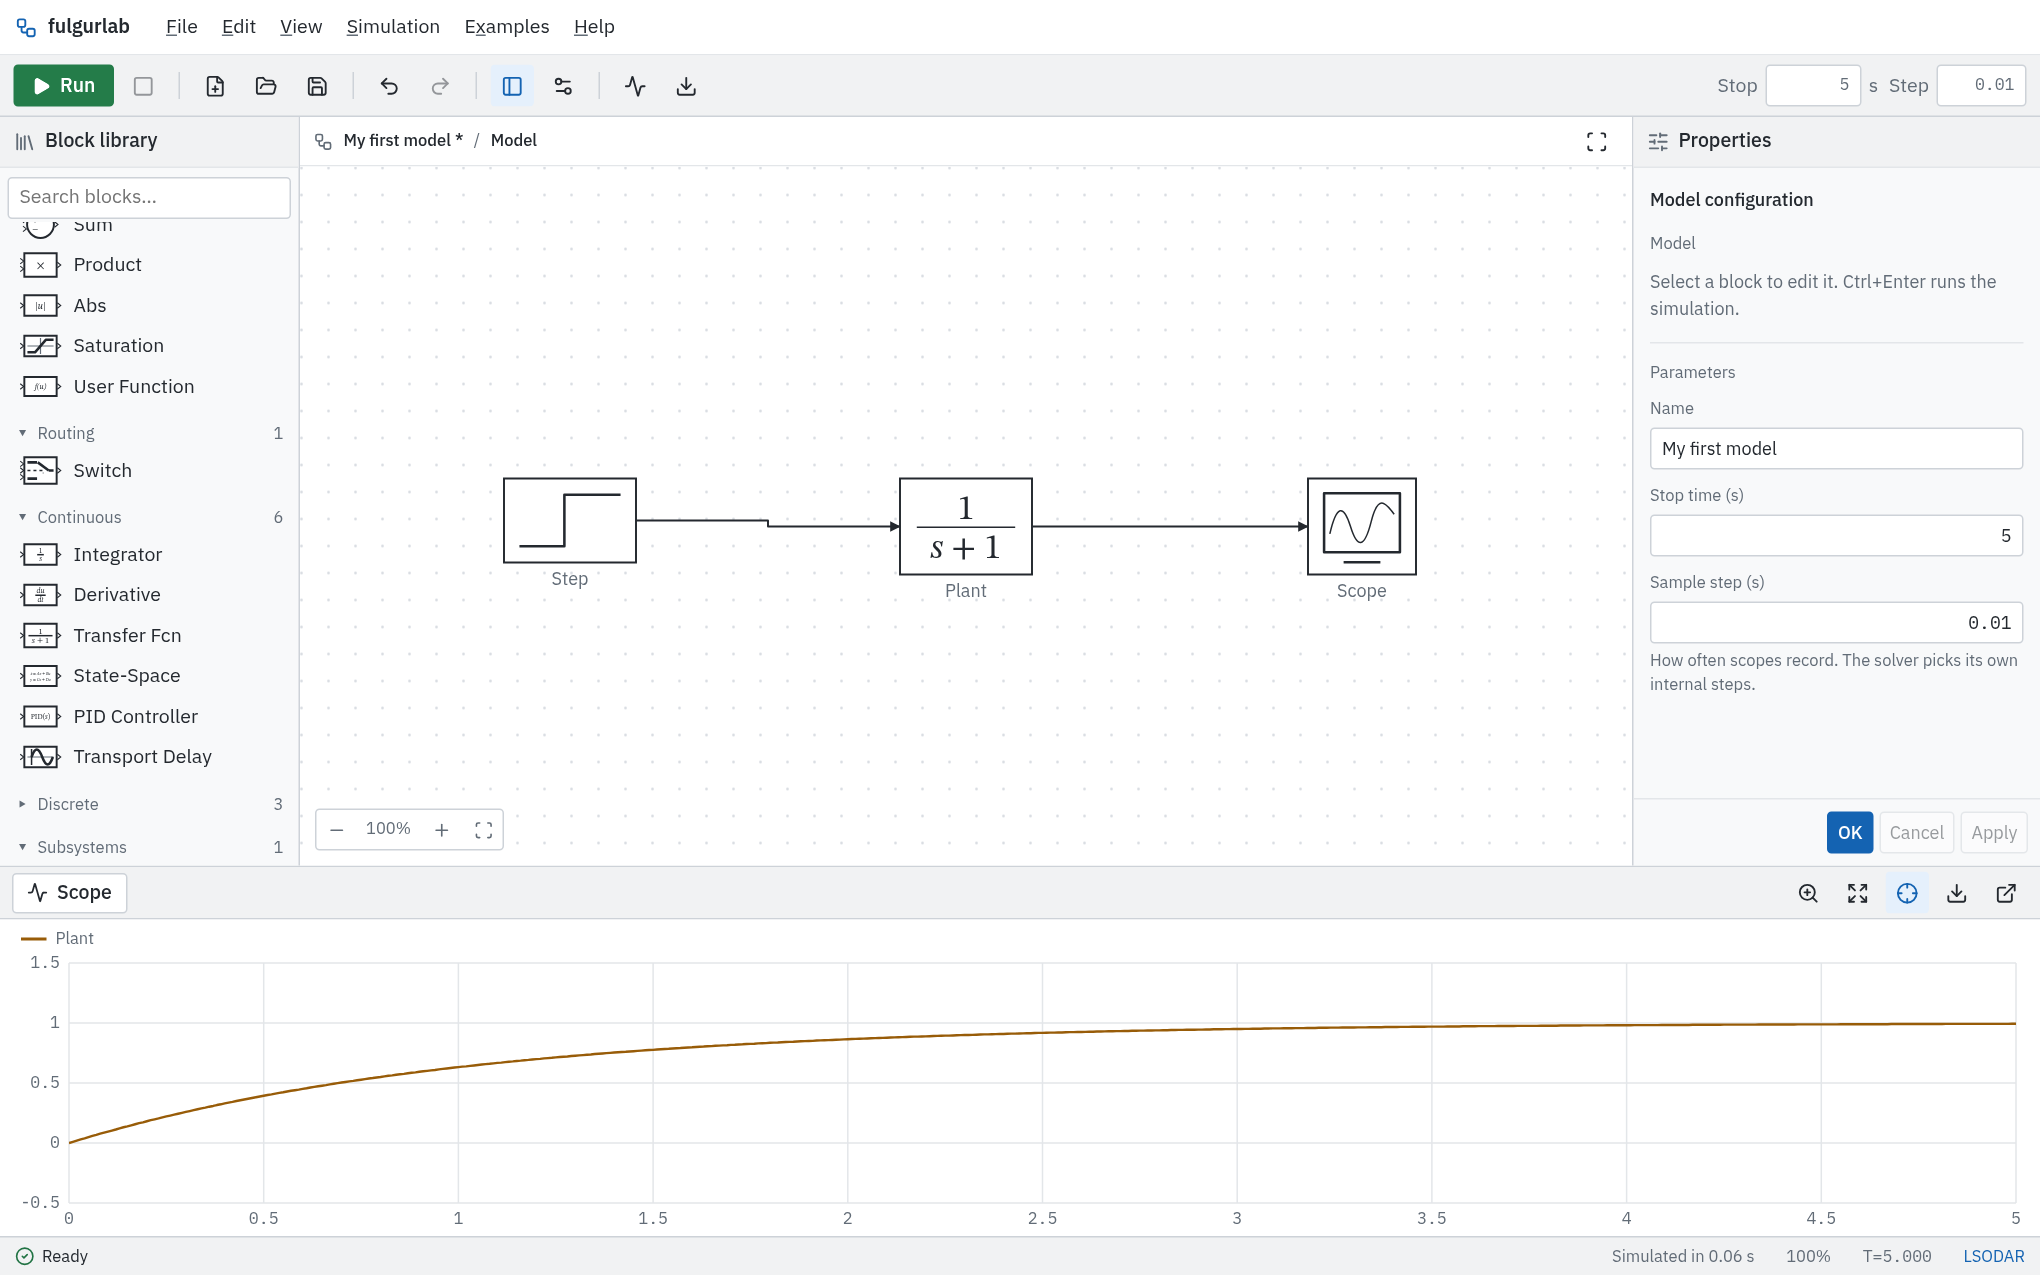 fulgurlab File Edit View Simulation Examples Help
Run Stop 5 s Step 0.01
Block library
Search blocks...
Sum
Product
Abs
Saturation
User Function
Routing 1
Switch
Continuous 6
Integrator
Derivative
Transfer Fcn
State-Space
PID Controller
Transport Delay
Discrete 3
Subsystems 1
My first model * / Model
Step
1
s + 1
Plant
Scope
100%
Properties
Model configuration
Model
Select a block to edit it. Ctrl+Enter runs the
simulation.
Parameters
Name
My first model
Stop time (s)
5
Sample step (s)
0.01
How often scopes record. The solver picks its own
internal steps.
OK Cancel Apply
Scope
Plant
1.5
1
0.5
0
-0.5
0 0.5 1 1.5 2 2.5 3 3.5 4 4.5 5
Ready Simulated in 0.06 s 100% T=5.000 LSODAR